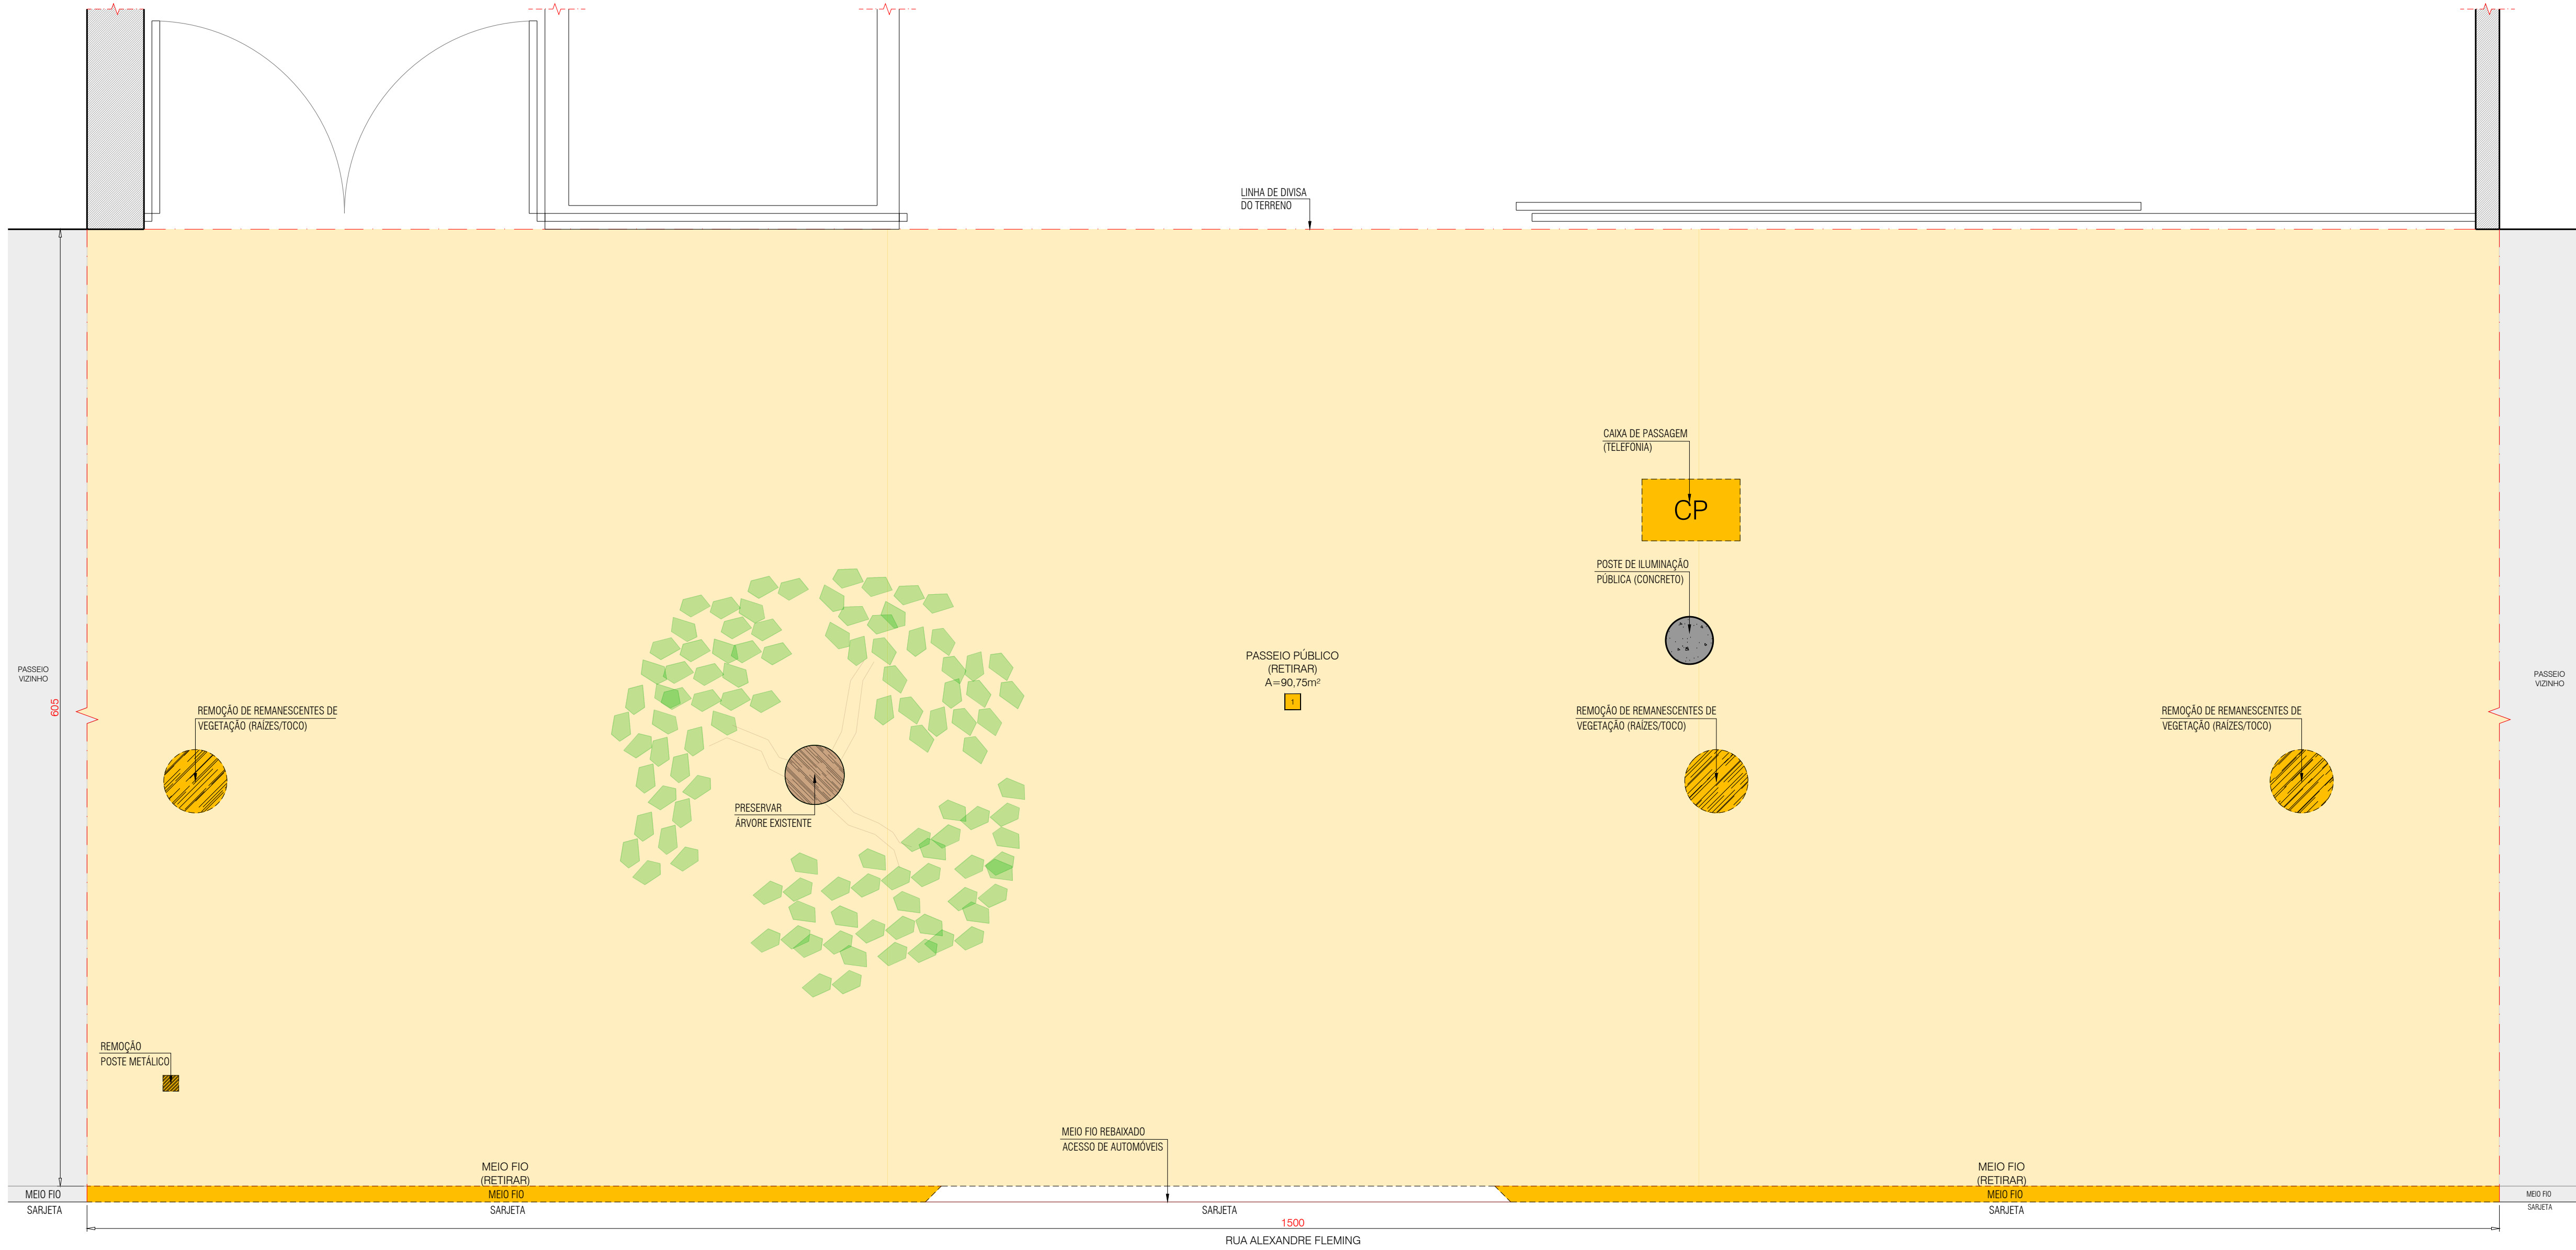 LINHA DE DIVISA
DO TERRENO
CAIXA DE PASSAGEM
(TELEFONIA)
CP
POSTE DE ILUMINAÇÃO
PÚBLICA (CONCRETO)
PASSEIO
VIZINHO
605
PASSEIO PÚBLICO
(RETIRAR)
A=90,75m²
1
PASSEIO
VIZINHO
REMOÇÃO DE REMANESCENTES DE
VEGETAÇÃO (RAÍZES/TOCO)
REMOÇÃO DE REMANESCENTES DE
VEGETAÇÃO (RAÍZES/TOCO)
REMOÇÃO DE REMANESCENTES DE
VEGETAÇÃO (RAÍZES/TOCO)
PRESERVAR
ÁRVORE EXISTENTE
REMOÇÃO
POSTE METÁLICO
MEIO FIO REBAIXADO
ACESSO DE AUTOMÓVEIS
MEIO FIO
(RETIRAR)
MEIO FIO
(RETIRAR)
MEIO FIO
MEIO FIO
MEIO FIO
MEIO FIO
SARJETA
SARJETA
SARJETA
SARJETA
SARJETA
1500
RUA ALEXANDRE FLEMING